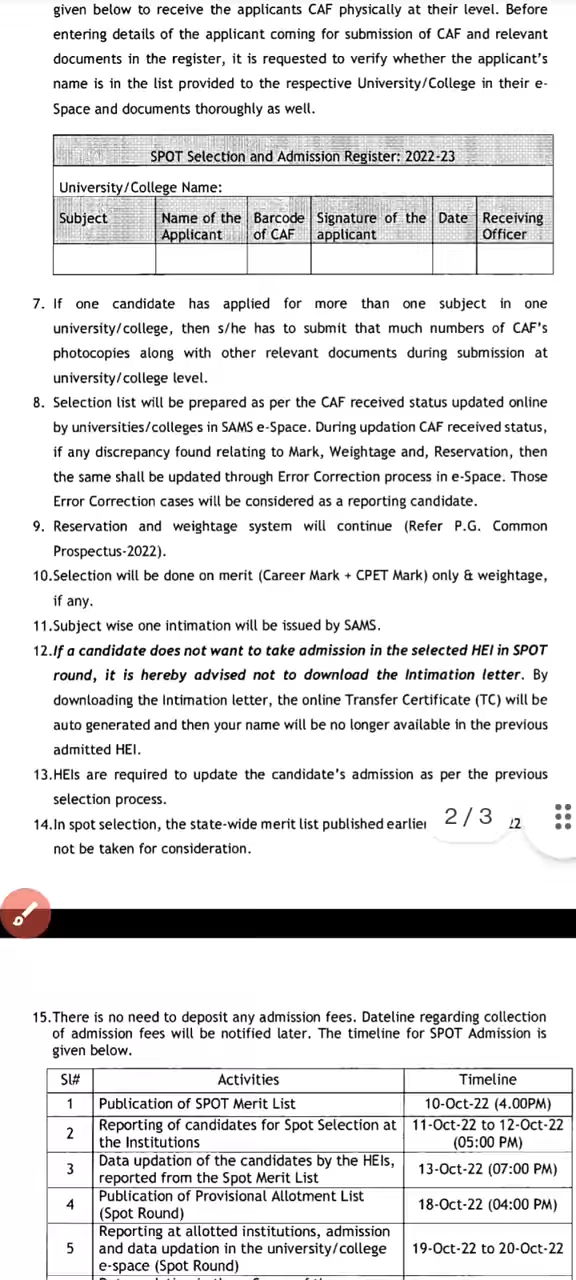 given below to receive the applicants CAF physically at their level. Before
entering details of the applicant coming for submission of CAF and relevant
documents in the register, it is requested to verify whether the applicant's
name is in the list provided to the respective University/College in their e-
Space and documents thoroughly as well.
SPOT Selection and Admission Register: 2022-23
University/College Name:
Subject Name of the Applicant Barcode of CAF Signature of the applicant Date Receiving Officer
7. If one candidate has applied for more than one subject in one
university/college, then s/he has to submit that much numbers of CAF's
photocopies along with other relevant documents during submission at
university/college level.
8. Selection list will be prepared as per the CAF received status updated online
by universities/colleges in SAMS e-Space. During updation CAF received status,
if any discrepancy found relating to Mark, Weightage and, Reservation, then
the same shall be updated through Error Correction process in e-Space. Those
Error Correction cases will be considered as a reporting candidate.
9. Reservation and weightage system will continue (Refer P.G. Common
Prospectus-2022).
10.Selection will be done on merit (Career Mark + CPET Mark) only & weightage,
if any.
11.Subject wise one intimation will be issued by SAMS.
12.If a candidate does not want to take admission in the selected HEI in SPOT
round, it is hereby advised not to download the Intimation letter. By
downloading the Intimation letter, the online Transfer Certificate (TC) will be
auto generated and then your name will be no longer available in the previous
admitted HEI.
13.HEIs are required to update the candidate's admission as per the previous
selection process.
14.In spot selection, the state-wide merit list published earlier
2/3
not be taken for consideration.
15.There is no need to deposit any admission fees. Dateline regarding collection
of admission fees will be notified later. The timeline for SPOT Admission is
given below.
Sl# Activities Timeline
1 Publication of SPOT Merit List 10-Oct-22 (4.00PM)
2 Reporting of candidates for Spot Selection at the Institutions 11-Oct-22 to 12-Oct-22 (05:00 PM)
3 Data updation of the candidates by the HEIs, reported from the Spot Merit List 13-Oct-22 (07:00 PM)
4 Publication of Provisional Allotment List (Spot Round) 18-Oct-22 (04:00 PM)
5 Reporting at allotted institutions, admission and data updation in the university/college e-space (Spot Round) 19-Oct-22 to 20-Oct-22